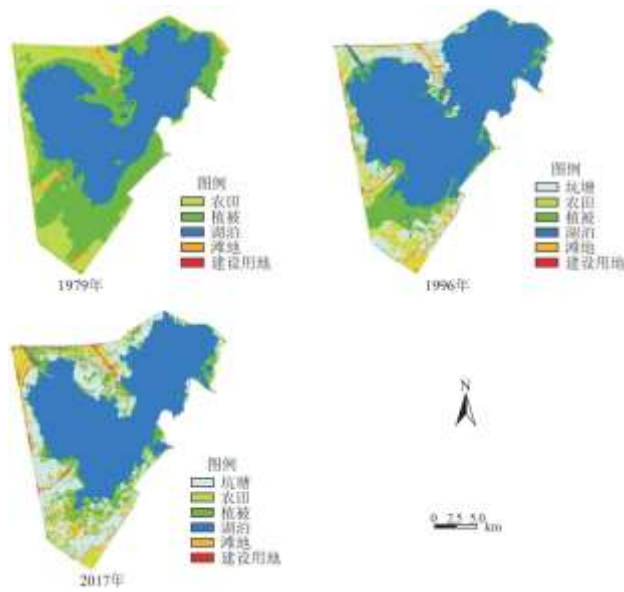 图例
农田
植被
湖泊
滩地
建设用地
1979年
图例
坑塘
农田
植被
湖泊
滩地
建设用地
1996年
图例
坑塘
农田
植被
湖泊
滩地
建设用地
2017年
N
0 2.5 5.0
km